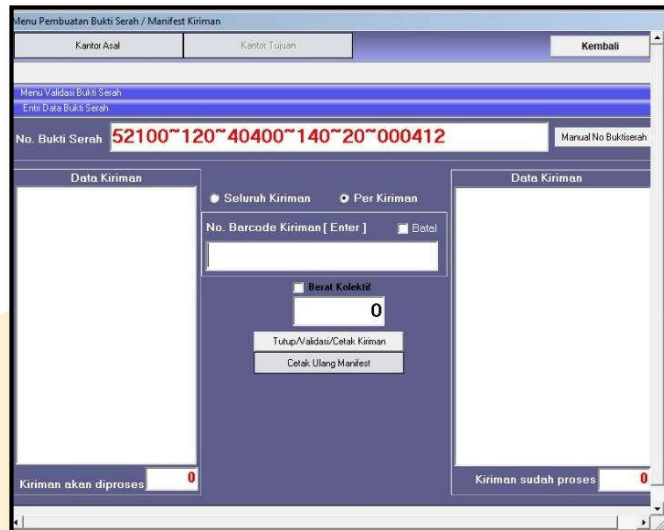 Menu Pembuatan Bukti Serah / Manifest Kiriman
Kantor Asal Kantor Tujuan Kembali
Menu Validasi Bukti Serah
Entri Data Bukti Serah
No. Bukti Serah 52100~120~40400~140~20~000412 Manual No Buktiserah
Data Kiriman Data Kiriman
Seluruh Kiriman Per Kiriman
No. Barcode Kiriman [ Enter ] Batal
Berat Kolektif
0
Tutup/Validasi/Cetak Kiriman
Cetak Ulang Manifest
Kiriman akan diproses 0 Kiriman sudah proses 0